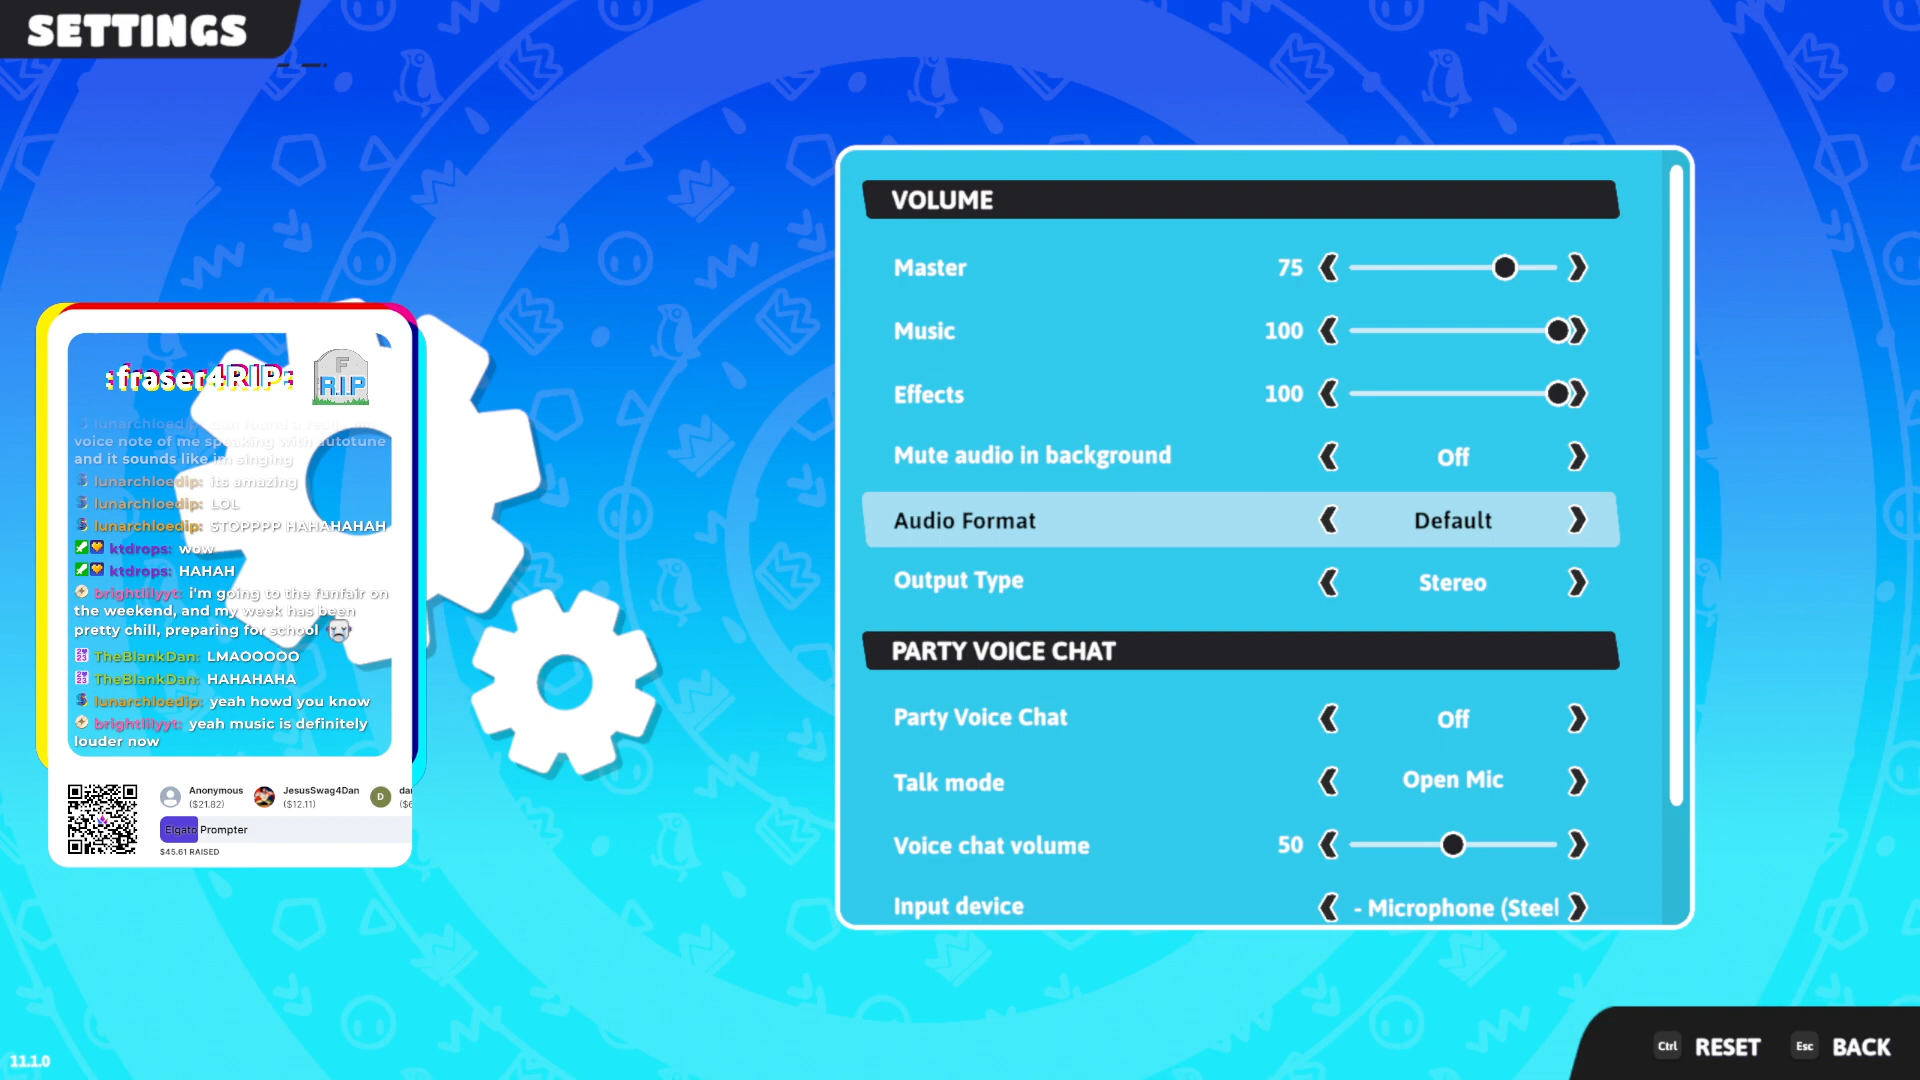 SETTINGS
VOLUME
Master 75
Music 100
Effects 100
Mute audio in background Off
Audio Format Default
Output Type Stereo
PARTY VOICE CHAT
Party Voice Chat Off
Talk mode Open Mic
Voice chat volume 50
Input device - Microphone (Steel
:fraser4RIP:
F
R.I.P
lunarchloedip: found a
voice note of me speaking with autotune
and it sounds like im singing
lunarchloedip: its amazing
lunarchloedip: LOL
lunarchloedip: STOPPPP HAHAHAHAH
ktdrops: wow
ktdrops: HAHAH
brightlilyyt: i'm going to the funfair on
the weekend, and my week has been
pretty chill, preparing for school
TheBlankDan: LMAOOOOO
TheBlankDan: HAHAHAHA
lunarchloedip: yeah howd you know
brightlilyyt: yeah music is definitely
louder now
Anonymous
($21.82)
JesusSwag4Dan
($12.11)
D
dar
($6
Elgato Prompter
$45.61 RAISED
11.1.0
Ctrl RESET Esc BACK